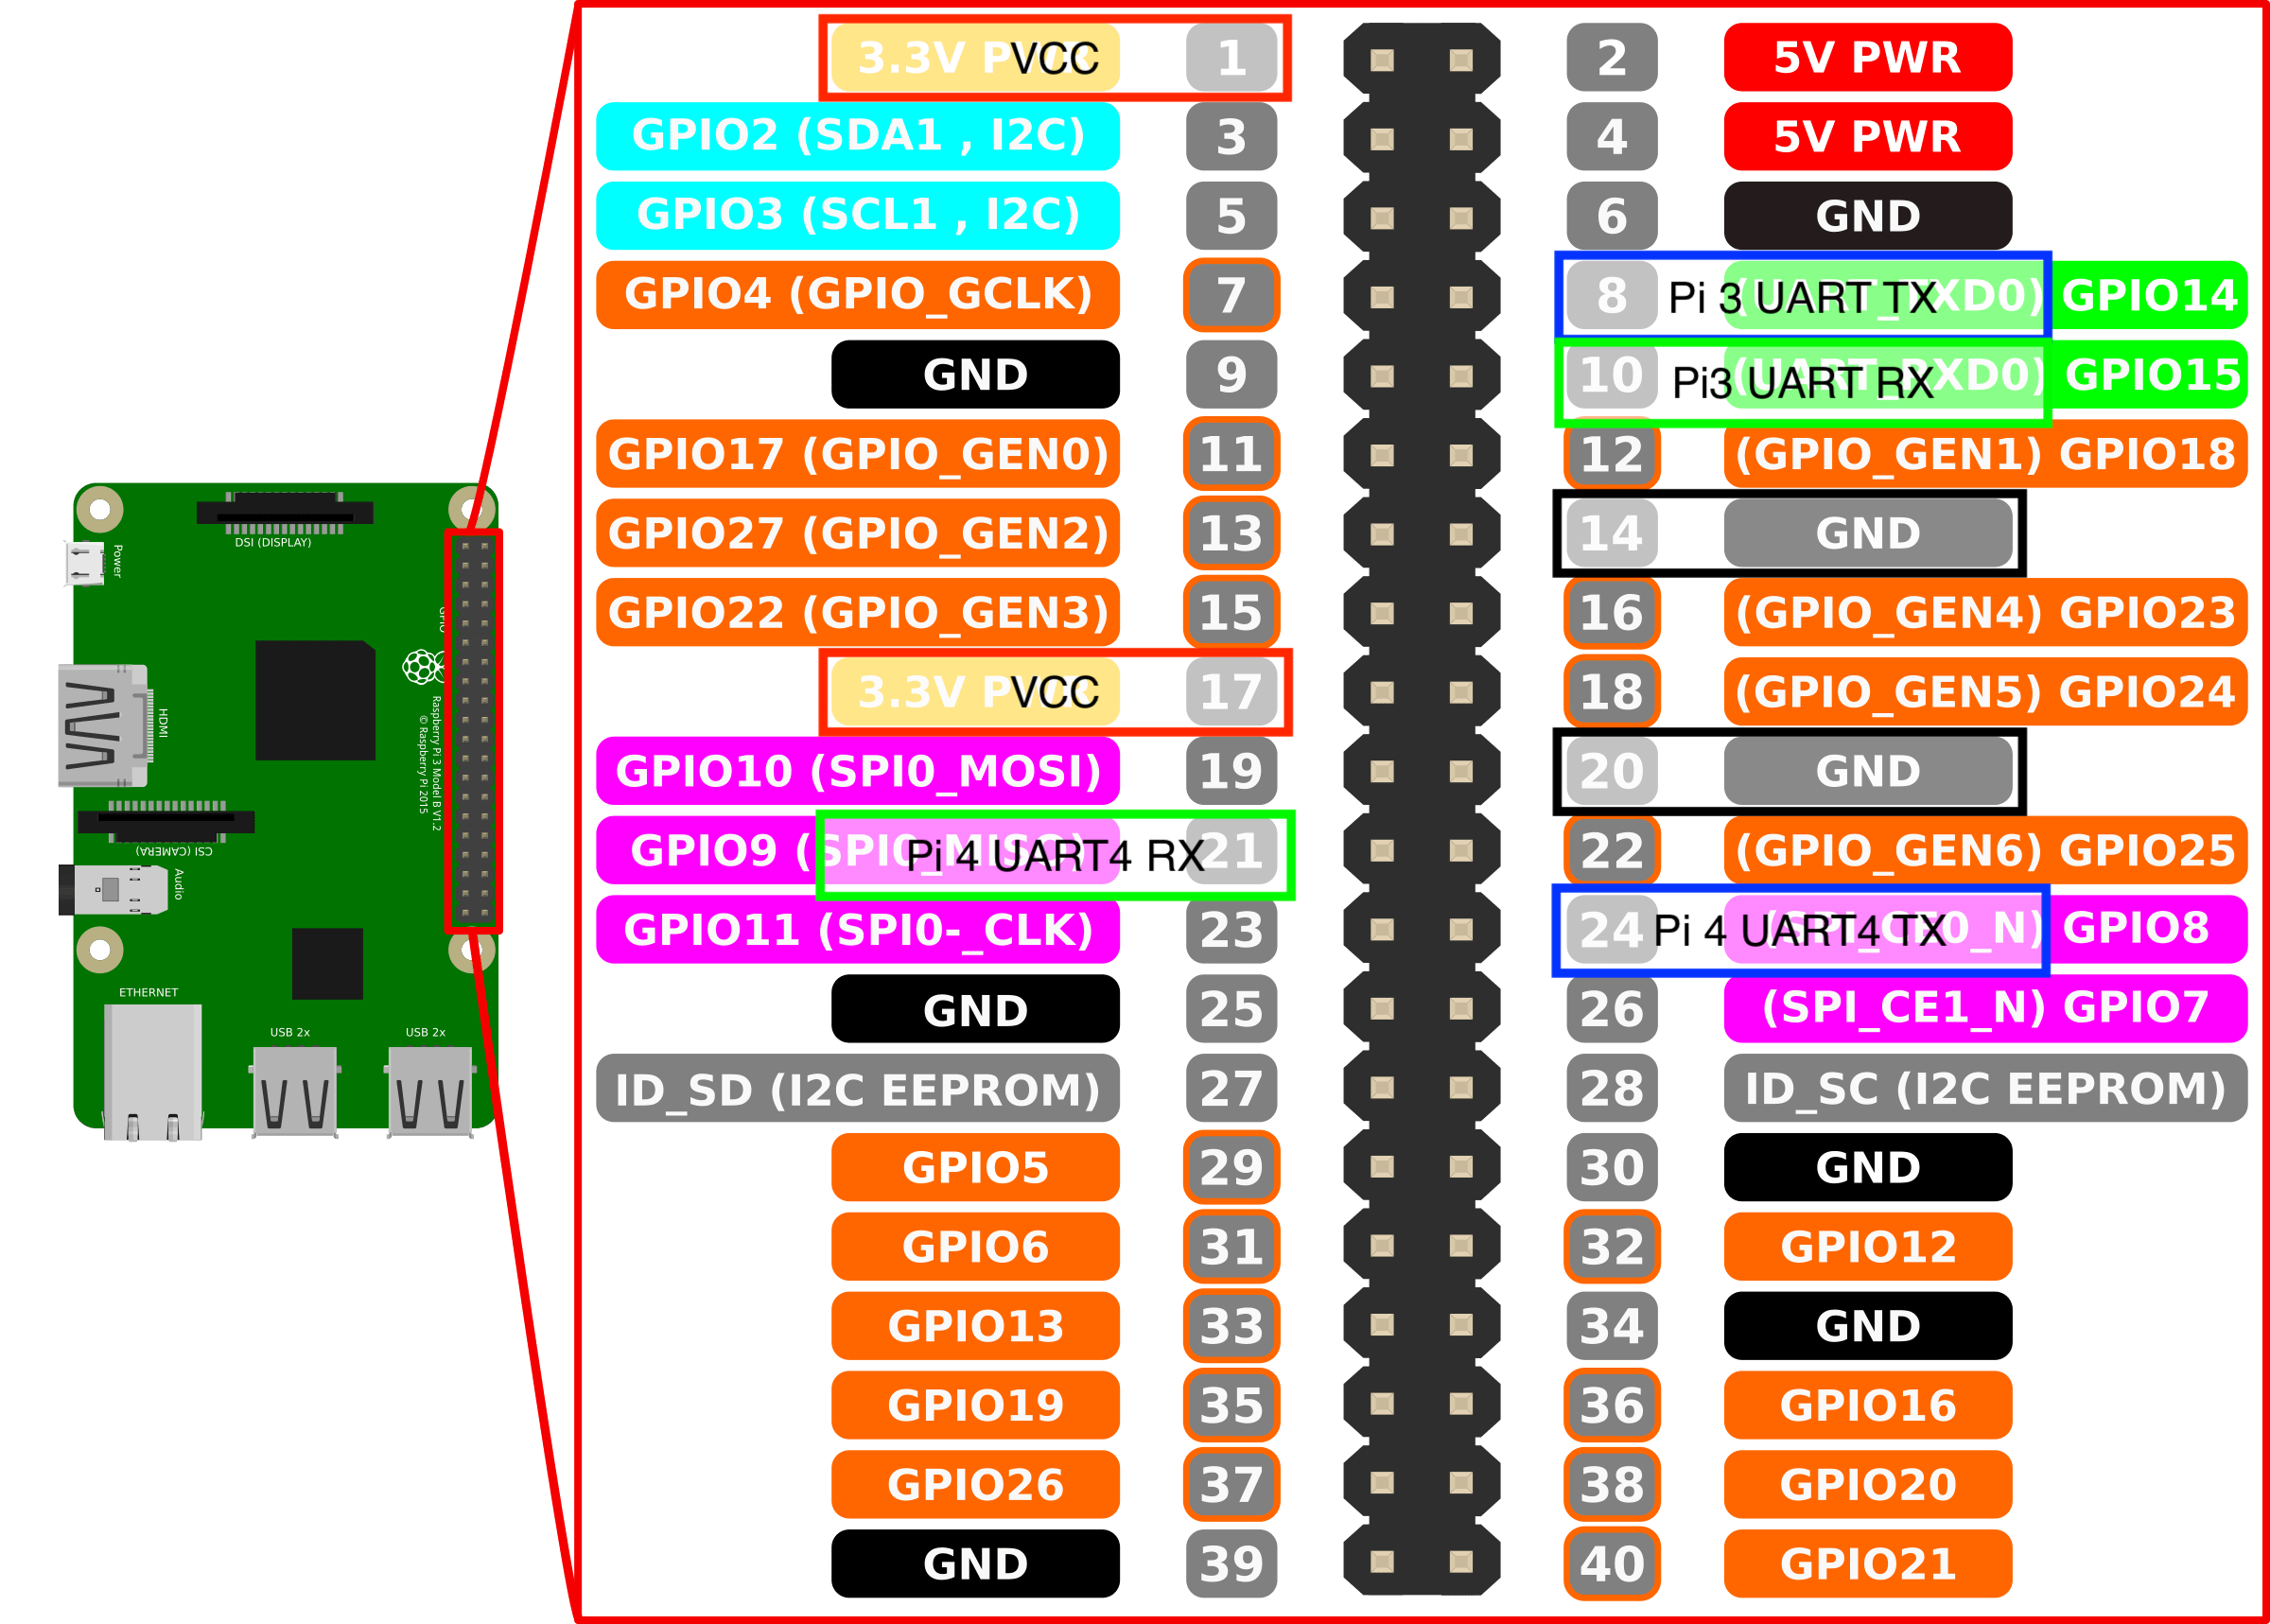 3.3V PWR VCC 1 2 5V PWR
GPIO2 (SDA1 , I2C) 3 4 5V PWR
GPIO3 (SCL1 , I2C) 5 6 GND
GPIO4 (GPIO_GCLK) 7 8 Pi 3 UART TX (UART_TXD0) GPIO14
GND 9 10 Pi3 UART RX (UART_RXD0) GPIO15
GPIO17 (GPIO_GEN0) 11 12 (GPIO_GEN1) GPIO18
GPIO27 (GPIO_GEN2) 13 14 GND
GPIO22 (GPIO_GEN3) 15 16 (GPIO_GEN4) GPIO23
3.3V PWR VCC 17 18 (GPIO_GEN5) GPIO24
GPIO10 (SPI0_MOSI) 19 20 GND
GPIO9 (SPI0_MISO) Pi 4 UART4 RX 21 22 (GPIO_GEN6) GPIO25
GPIO11 (SPI0-_CLK) 23 24 Pi 4 UART4 TX (SPI_CE0_N) GPIO8
GND 25 26 (SPI_CE1_N) GPIO7
ID_SD (I2C EEPROM) 27 28 ID_SC (I2C EEPROM)
GPIO5 29 30 GND
GPIO6 31 32 GPIO12
GPIO13 33 34 GND
GPIO19 35 36 GPIO16
GPIO26 37 38 GPIO20
GND 39 40 GPIO21
DSI (DISPLAY)
Power
GPIO
HDMI
Raspberry Pi 3 Model B V1.2
© Raspberry Pi 2015
CSI (CAMERA)
Audio
ETHERNET
USB 2x
USB 2x